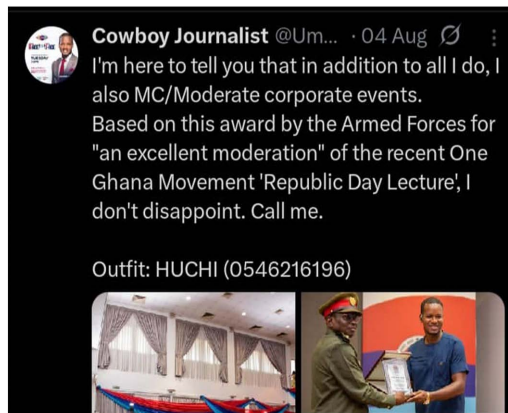 Cowboy Journalist @Um... · 04 Aug
I'm here to tell you that in addition to all I do, I
also MC/Moderate corporate events.
Based on this award by the Armed Forces for
"an excellent moderation" of the recent One
Ghana Movement 'Republic Day Lecture', I
don't disappoint. Call me.
Outfit: HUCHI (0546216196)